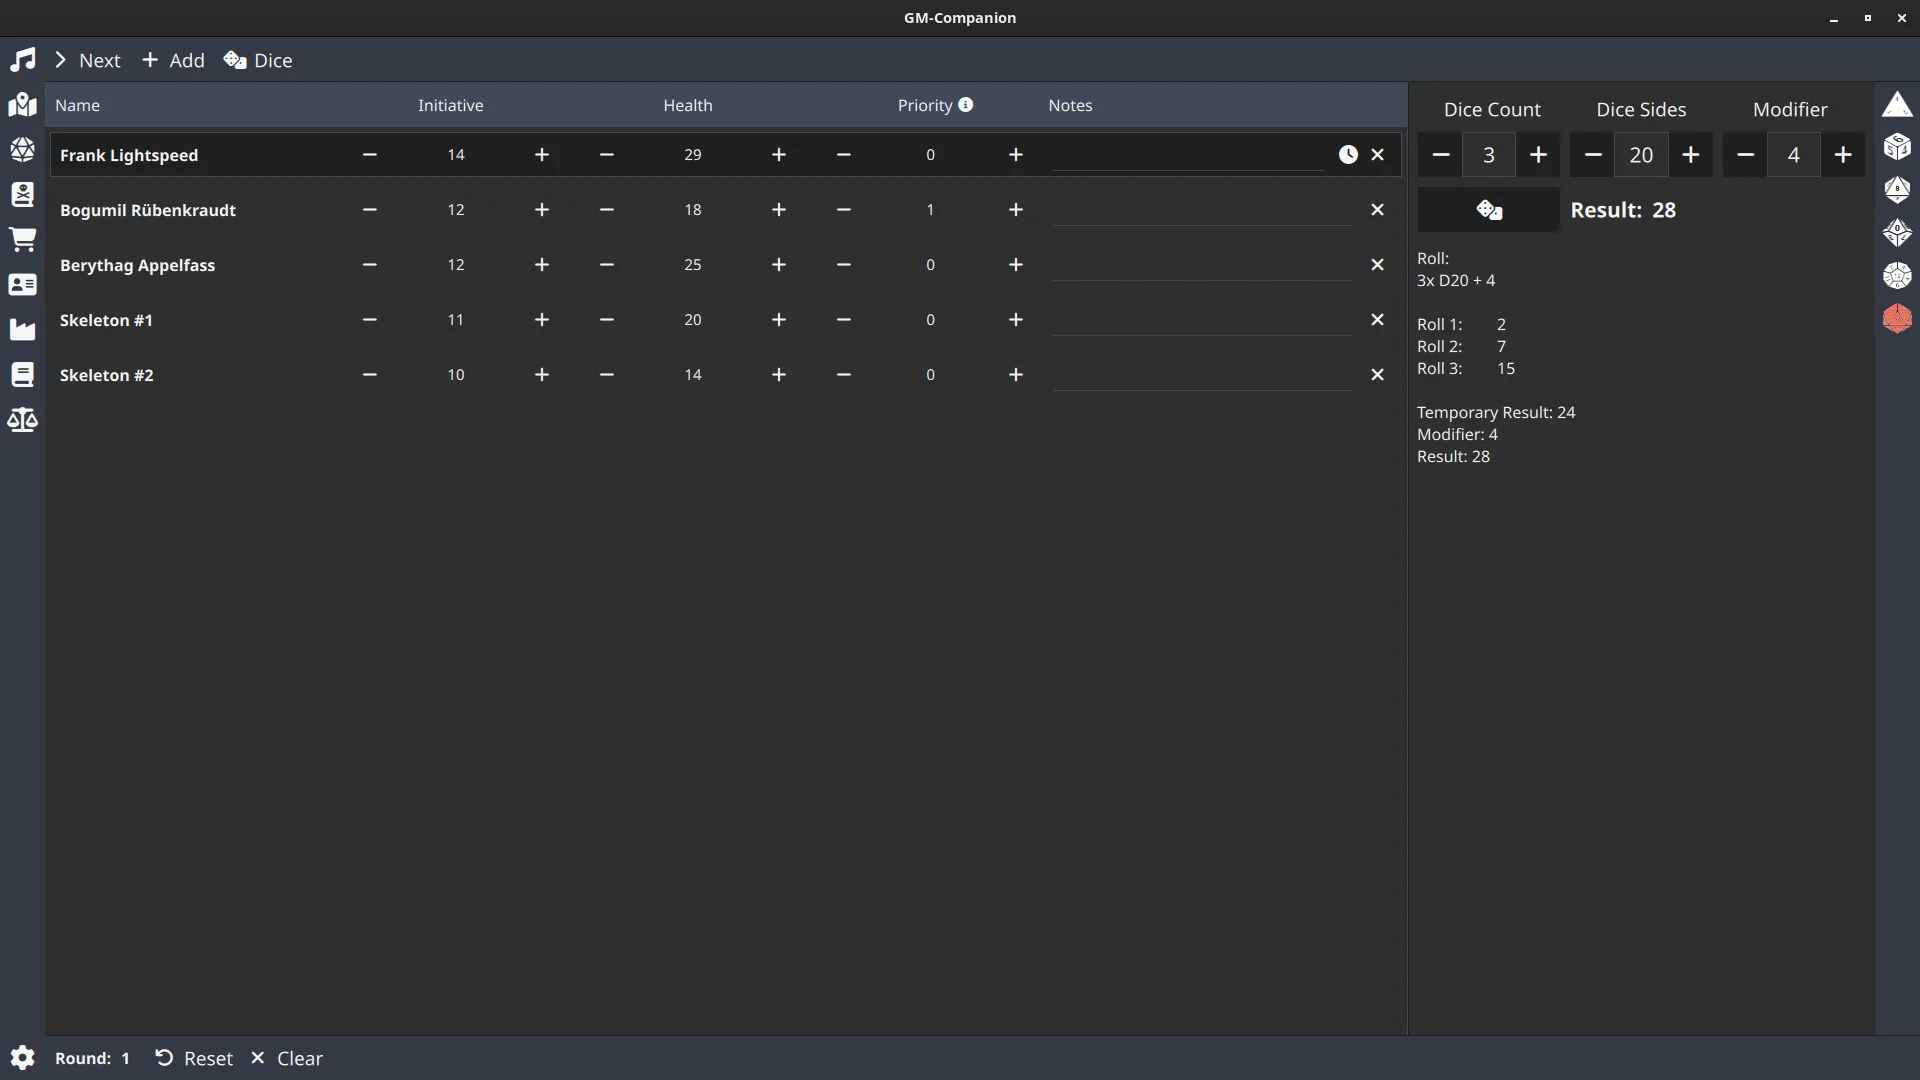 GM-Companion
Next Add Dice
Name Initiative Health Priority Notes
Frank Lightspeed 14 29 0
Bogumil Rübenkraudt 12 18 1
Berythag Appelfass 12 25 0
Skeleton #1 11 20 0
Skeleton #2 10 14 0
Dice Count Dice Sides Modifier
3 20 4
Result: 28
Roll:
3x D20 + 4
Roll 1: 2
Roll 2: 7
Roll 3: 15
Temporary Result: 24
Modifier: 4
Result: 28
Round: 1 Reset Clear